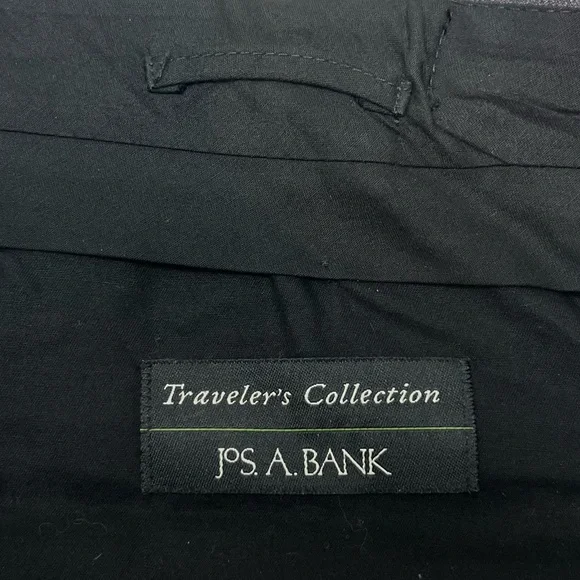 Traveler's Collection
JOS. A. BANK